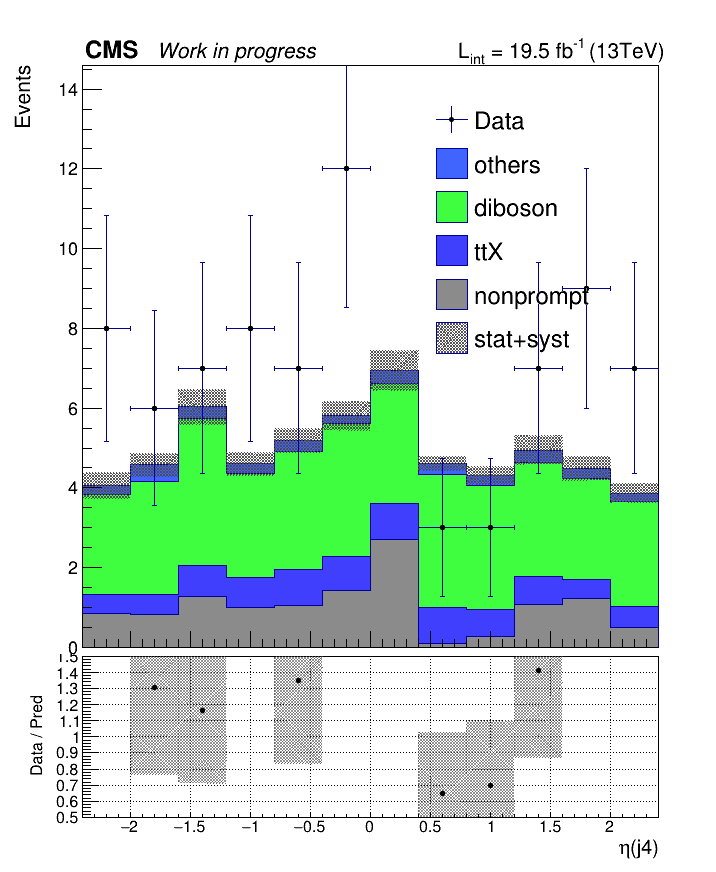 CMS Work in progress L_int = 19.5 fb^-1 (13TeV)
Events
14
12
10
8
6
4
2
0
Data
others
diboson
ttX
nonprompt
stat+syst
Data / Pred
1.5
1.4
1.3
1.2
1.1
1
0.9
0.8
0.7
0.6
0.5
−2 −1.5 −1 −0.5 0 0.5 1 1.5 2
η(j4)